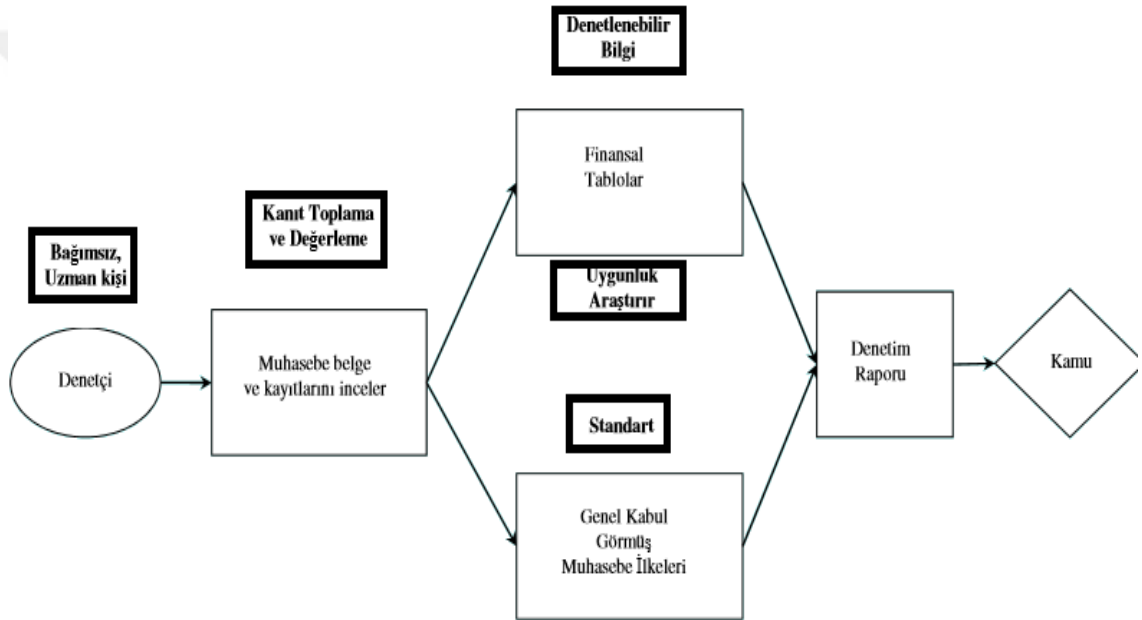 Denetlenebilir
Bilgi
Finansal
Tablolar
Kanıt Toplama
ve Değerleme
Bağımsız,
Uzman kişi
Uygunluk
Araştırır
Muhasebe belge
ve kayıtlarını inceler
Denetçi
Denetim
Raporu
Kamu
Standart
Genel Kabul
Görmüş
Muhasebe İlkeleri